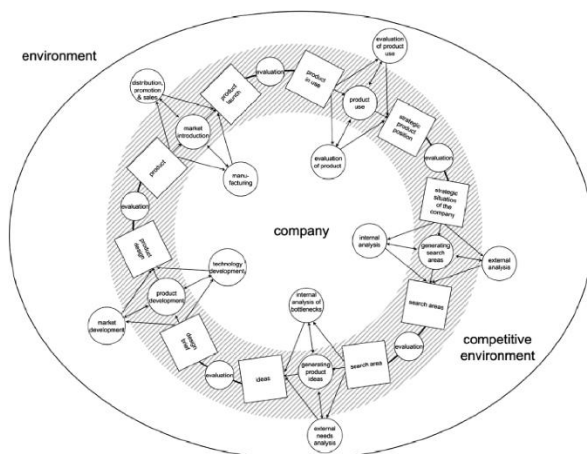 environment
evaluation
of product
use
distribution,
promotion
& sales
product
launch
evaluation
product
in use
product
use
strategic
product
position
market
introduction
evaluation
product
manu-
facturing
evaluation
of product
strategic
situation
of the
company
evaluation
company
internal
analysis
generating
search
areas
external
analysis
product
design
technology
development
product
development
internal
analysis of
bottlenecks
search areas
market
development
design
brief
competitive
environment
evaluation
evaluation
ideas
generating
product
ideas
search area
external
needs
analysis